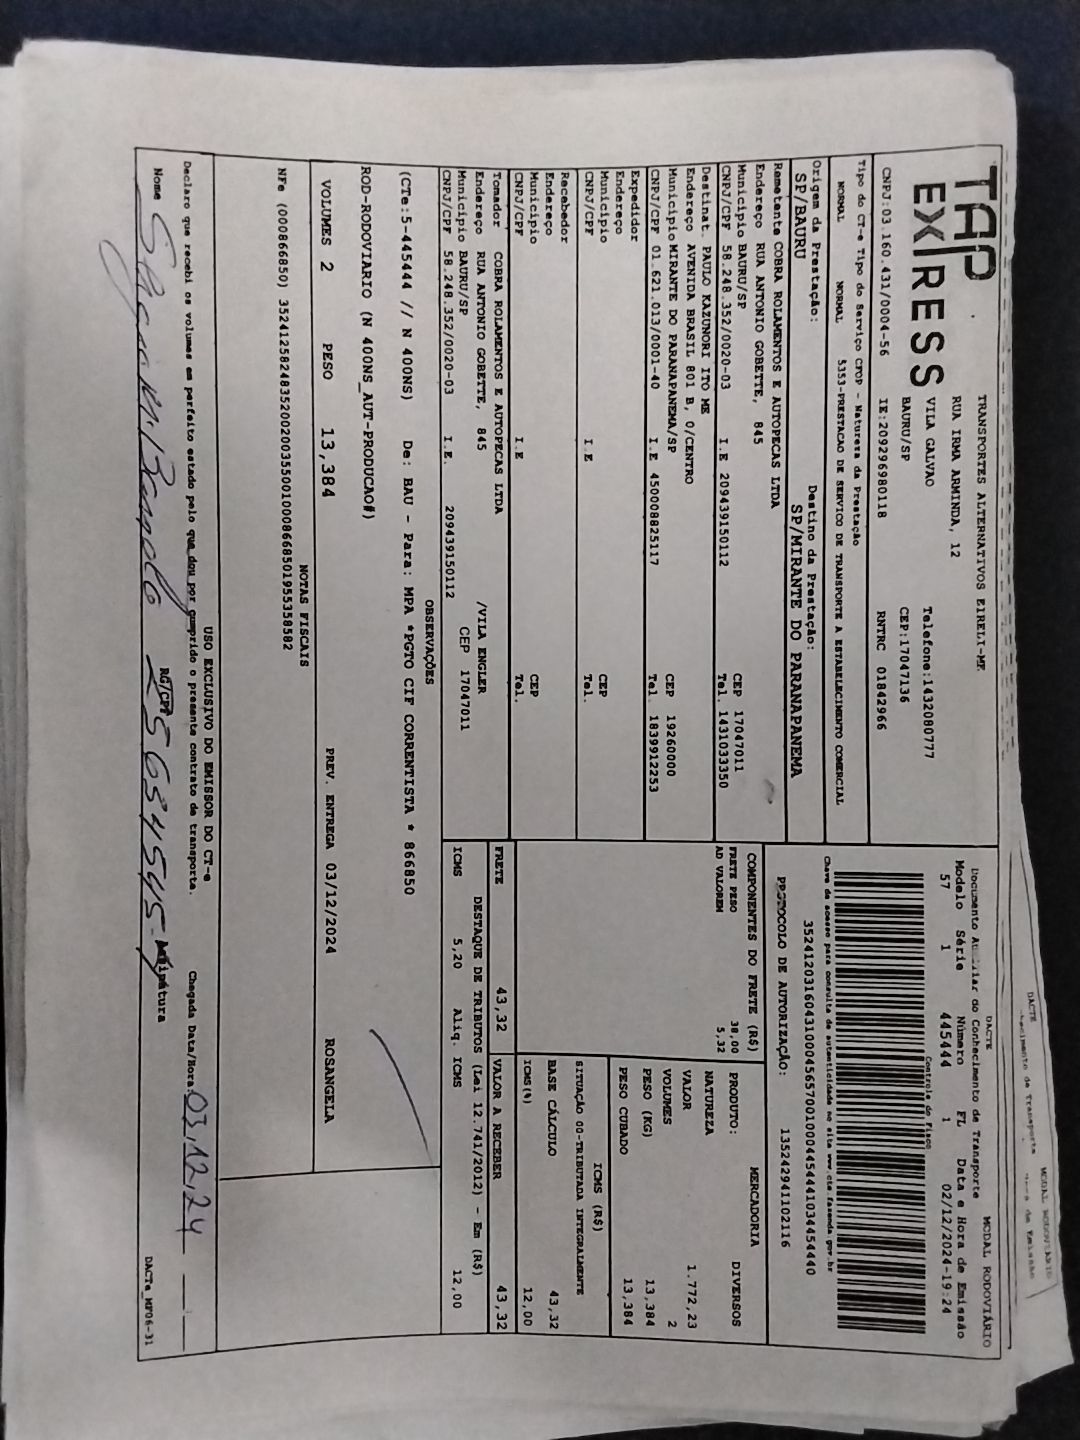 TAP
EXPRESS
TRANSPORTES ALTERNATIVOS EIRELI-ME
RUA IRMA ARMINDA, 12
VILA GALVAO Telefone:1432080777
BAURU/SP CEP:17047136
CNPJ:03.160.431/0004-56 IE:209296980118 RNTRC 01842966
Tipo do CT-e Tipo do Serviço CFOP - Natureza da Prestação
NORMAL NORMAL 5353-PRESTACAO DE SERVICO DE TRANSPORTE A ESTABELECIMENTO COMERCIAL
Origem da Prestação: Destino da Prestação:
SP/BAURU SP/MIRANTE DO PARANAPANEMA
Remetente COBRA ROLAMENTOS E AUTOPECAS LTDA
Endereço RUA ANTONIO GOBETTE, 845
Município BAURU/SP CEP 17047011
CNPJ/CPF 58.248.352/0020-03 I.E 209439150112 Tel. 1431033350
Destinat. PAULO KAZUNORI ITO ME
Endereço AVENIDA BRASIL 801 B, 0/CENTRO
Município MIRANTE DO PARANAPANEMA/SP CEP 19260000
CNPJ/CPF 01.621.013/0001-40 I.E 450008825117 Tel. 1839912253
Expedidor
Endereço
Município CEP
CNPJ/CPF I.E Tel.
Recebedor
Endereço
Município CEP
CNPJ/CPF I.E Tel.
Tomador COBRA ROLAMENTOS E AUTOPECAS LTDA
Endereço RUA ANTONIO GOBETTE, 845 /VILA ENGLER
Município BAURU/SP CEP 17047011
CNPJ/CPF 58.248.352/0020-03 I.E. 209439150112
DACTE MODAL RODOVIÁRIO
Documento Auxiliar do Conhecimento de Transporte
Modelo Série Número FL Data e Hora de Emissão
57 1 445444 1 02/12/2024-19:24
Controle do Fisco
Chave de acesso para consulta de autenticidade no site www.cte.fazenda.gov.br
35241203160431000456570010004454441034454440
PROTOCOLO DE AUTORIZAÇÃO: 135242941102116
COMPONENTES DO FRETE (R$)
FRETE PESO 38,00
AD VALOREM 5,32
MERCADORIA
PRODUTO: DIVERSOS
NATUREZA
VALOR 1.772,23
VOLUMES 2
PESO (KG) 13,384
PESO CUBADO 13,384
ICMS (R$)
SITUAÇÃO 00-TRIBUTADA INTEGRALMENTE
BASE CÁLCULO 43,32
ICMS(%) 12,00
FRETE 43,32 VALOR A RECEBER 43,32
DESTAQUE DE TRIBUTOS (Lei 12.741/2012) - Em (R$)
ICMS 5,20 Aliq. ICMS 12,00
OBSERVAÇÕES
(CTe:5-445444 // N 400NS) De: BAU - Para: MPA *PGTO CIF CORRENTISTA * 866850
ROD-RODOVIARIO (N 400NS_AUT-PRODUCAO#)
VOLUMES 2 PESO 13,384 PREV. ENTREGA 03/12/2024 ROSANGELA
NOTAS FISCAIS
NFe (000866850) 35241258248352002003550010008668501955358582
USO EXCLUSIVO DO EMISSOR DO CT-e
Declaro que recebi os volumes em perfeito estado pelo que dou por cumprido o presente contrato de transporte. Chegada Data/Hora: 03/12/24
Nome RG/CPF Assinatura
DACTe_MF06-31